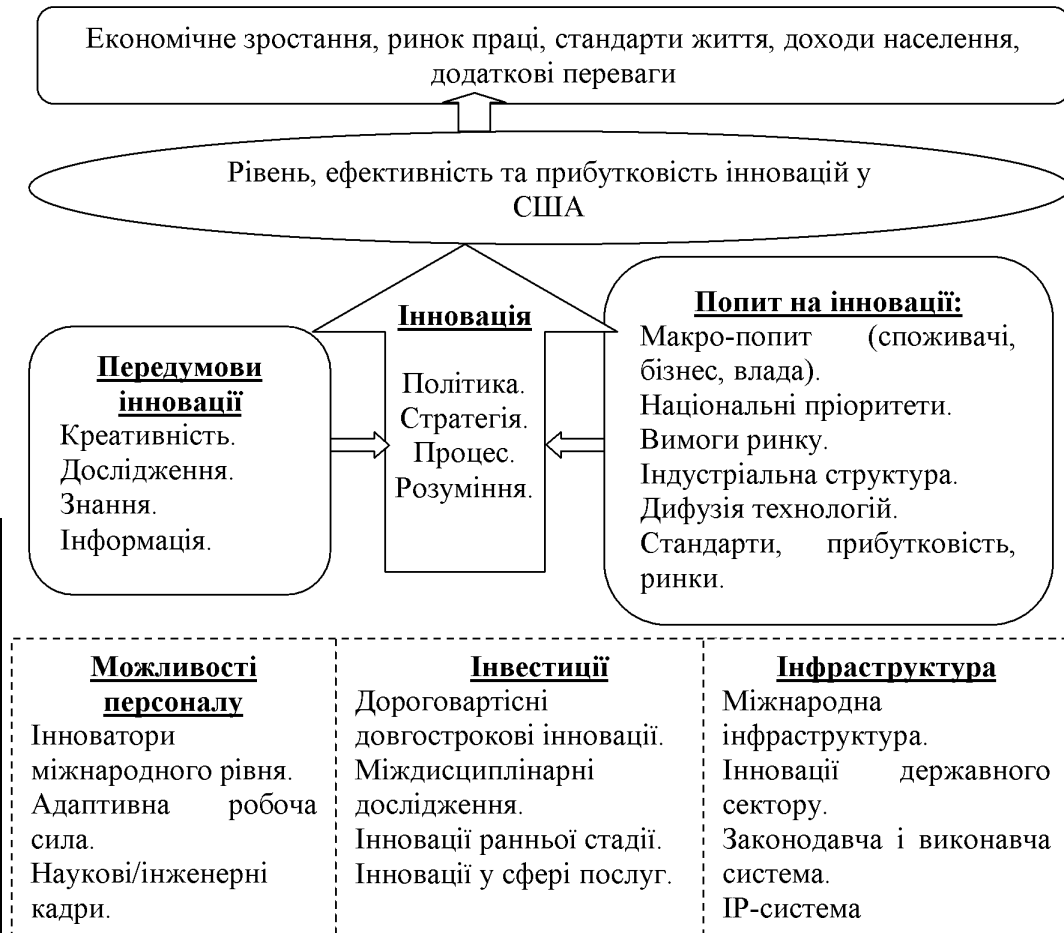 Економічне зростання, ринок праці, стандарти життя, доходи населення,
додаткові переваги
Рівень, ефективність та прибутковість інновацій у
США
Передумови
інновації
Креативність.
Дослідження.
Знання.
Інформація.
Інновація
Політика.
Стратегія.
Процес.
Розуміння.
Попит на інновації:
Макро-попит (споживачі,
бізнес, влада).
Національні пріоритети.
Вимоги ринку.
Індустріальна структура.
Дифузія технологій.
Стандарти, прибутковість,
ринки.
Можливості
персоналу
Інноватори
міжнародного рівня.
Адаптивна робоча
сила.
Наукові/інженерні
кадри.
Інвестиції
Дороговартісні
довгострокові інновації.
Міждисциплінарні
дослідження.
Інновації ранньої стадії.
Інновації у сфері послуг.
Інфраструктура
Міжнародна
інфраструктура.
Інновації державного
сектору.
Законодавча і виконавча
система.
ІР-система